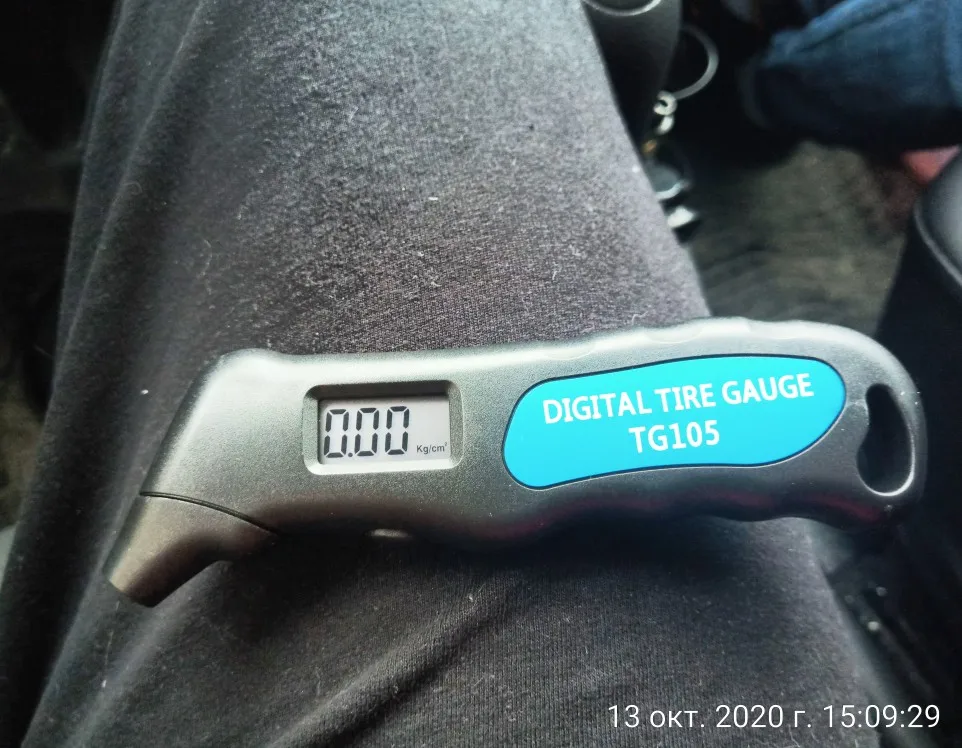 DIGITAL TIRE GAUGE
TG105
0.00 Kg/cm²
13 окт. 2020 г. 15:09:29